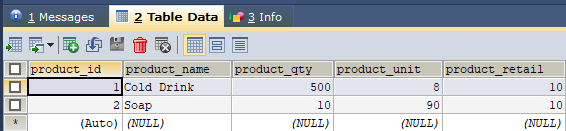 1 Messages 2 Table Data 3 Info
product_id product_name product_qty product_unit product_retail
1 Cold Drink 500 8 10
2 Soap 10 90 10
* (Auto) (NULL) (NULL) (NULL) (NULL)